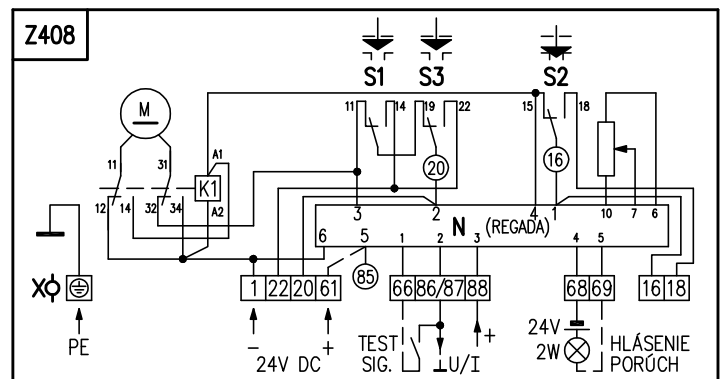 Z408
S1 S3 S2
11 14 19 22 15 18
M
11 31 A1
20 16
K1
12 14 32 34 A2
3 2 4 1 10 7 6
N (REGADA)
6 5 1 2 3 4 5
85
X
1 22 20 61 66 86/87 88 68 69 16 18
- + +
PE 24V DC
TEST
SIG.
⊥U/I
24V
2W
HLÁSENIE
PORÚCH